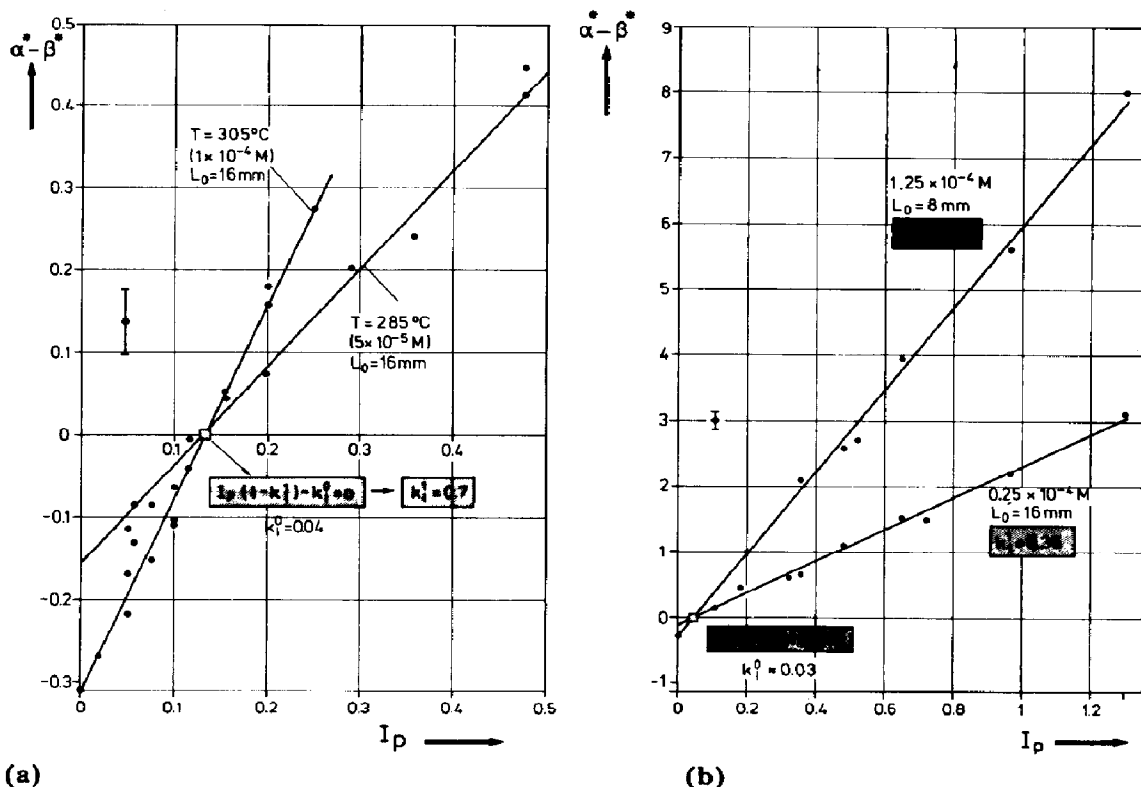 α* - β*
0.5
0.4
0.3
0.2
0.1
0
-0.1
-0.2
-0.3
T = 305°C
(1× 10⁻⁴ M)
L₀ = 16 mm
T = 285°C
(5× 10⁻⁵ M)
L₀ = 16 mm
0.1
0.2
0.3
0.4
0.5
k₁⁰ = 0.04
0
0.1
0.2
0.3
0.4
0.5
I p
(a)
α* - β*
9
8
7
6
5
4
3
2
1
0
-1
1.25 × 10⁻⁴ M
L₀ = 8 mm
0.25 × 10⁻⁴ M
L₀ = 16 mm
k₁⁰ = 0.03
0
0.2
0.4
0.6
0.8
1
1.2
I p
(b)